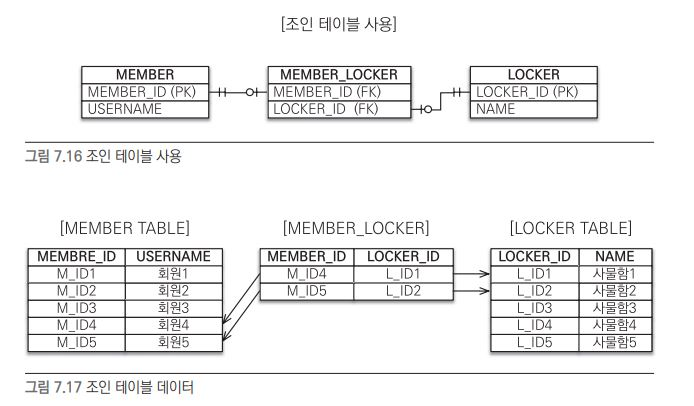 [조인 테이블 사용]
MEMBER MEMBER_LOCKER LOCKER
MEMBER_ID (PK) MEMBER_ID (FK) LOCKER_ID (PK)
USERNAME LOCKER_ID (FK) NAME
그림 7.16 조인 테이블 사용
[MEMBER TABLE] [MEMBER_LOCKER] [LOCKER TABLE]
MEMBRE_ID USERNAME MEMBER_ID LOCKER_ID LOCKER_ID NAME
M_ID1 회원1 M_ID4 L_ID1 L_ID1 사물함1
M_ID2 회원2 M_ID5 L_ID2 L_ID2 사물함2
M_ID3 회원3 L_ID3 사물함3
M_ID4 회원4 L_ID4 사물함4
M_ID5 회원5 L_ID5 사물함5
그림 7.17 조인 테이블 데이터